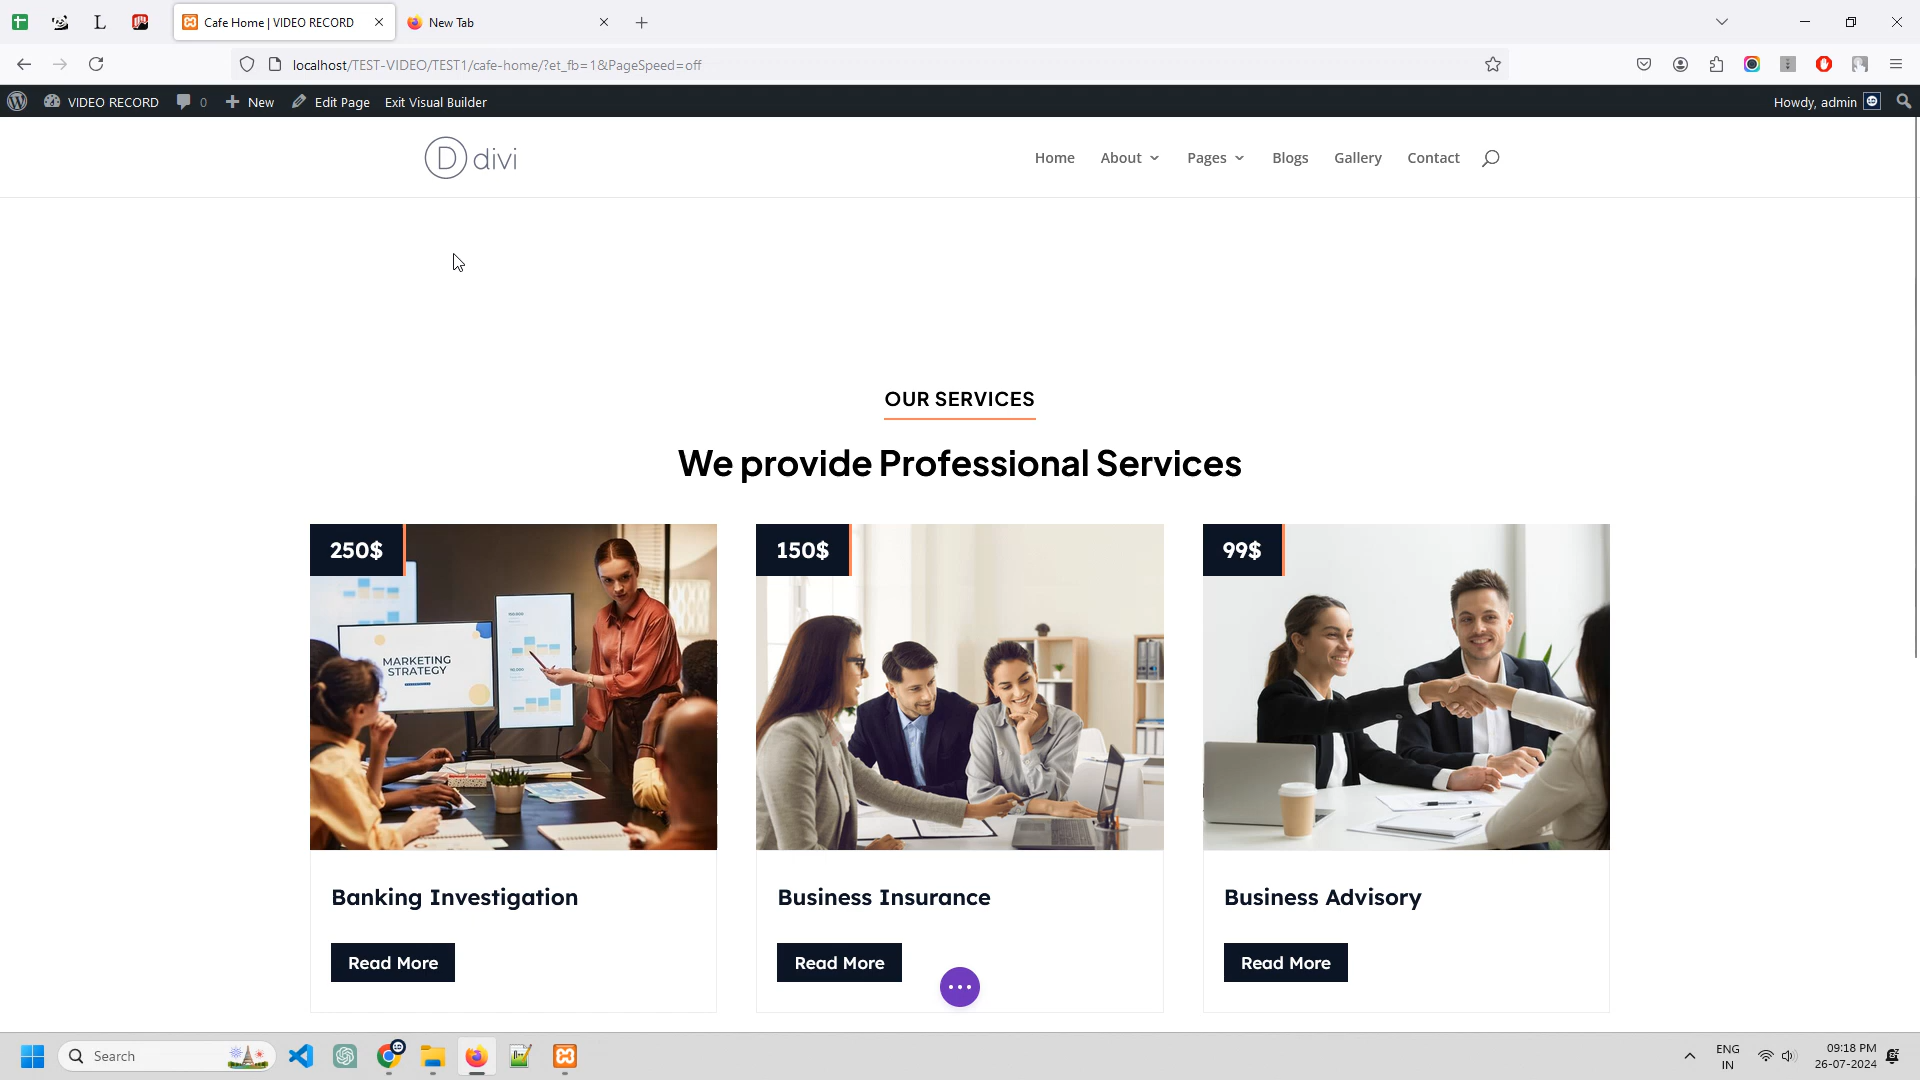 Cafe Home | VIDEO RECORD
New Tab
localhost/TEST-VIDEO/TEST1/cafe-home/?et_fb=1&PageSpeed=off
VIDEO RECORD
0
New
Edit Page
Exit Visual Builder
Howdy, admin
D divi
Home
About
Pages
Blogs
Gallery
Contact
OUR SERVICES
We provide Professional Services
250$
150$
99$
MARKETING
STRATEGY
Banking Investigation
Business Insurance
Business Advisory
Read More
Read More
Read More
Search
ENG
IN
09:18 PM
26-07-2024